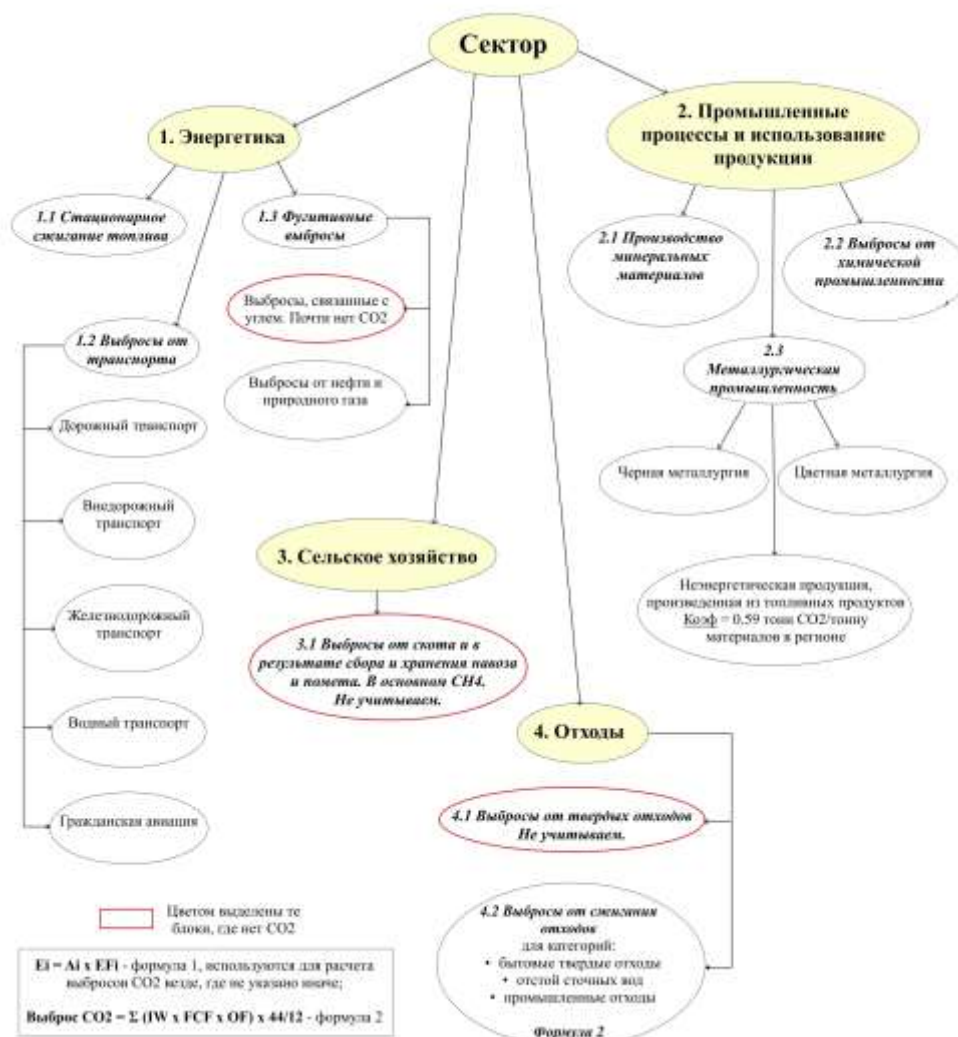 Сектор
1. Энергетика
2. Промышленные
процессы и использование
продукции
1.1 Стационарное
сжигание топлива
1.3 Фугитивные
выбросы
2.1 Производство
минеральных
материалов
2.2 Выбросы от
химической
промышленности
Выбросы, связанные с
углем. Почти нет СО2
1.2 Выбросы от
транспорта
2.3
Металлургическая
промышленность
Выбросы от нефти и
природного газа
Дорожный транспорт
Черная металлургия
Цветная металлургия
Внедорожный
транспорт
3. Сельское хозяйство
Неэнергетическая продукция,
произведенная из топливных продуктов
Коэф = 0,59 тонн СО2/тонну
материалов в регионе
Железнодорожный
транспорт
3.1 Выбросы от скота и в
результате сбора и хранения навоза
и помета. В основном СН4.
Не учитываем.
Водный транспорт
4. Отходы
Гражданская авиация
4.1 Выбросы от твердых отходов
Не учитываем.
Цветом выделены те
блоки, где нет СО2
4.2 Выбросы от сжигания
отходов
для категорий:
• бытовые твердые отходы
• отстой сточных вод
• промышленные отходы
Формула 2
Ei = Ai x EFi - формула 1, используются для расчета
выбросов СО2 везде, где не указано иначе;
Выброс СО2 = Σ (IW x FCF x OF) x 44/12 - формула 2